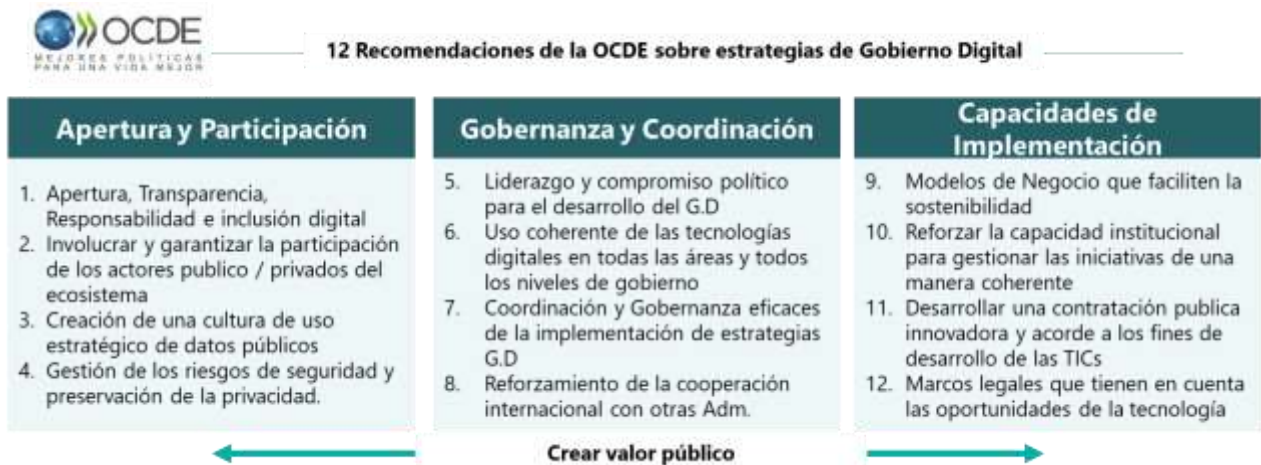 OCDE
MEJORES POLÍTICAS
PARA UNA VIDA MEJOR
12 Recomendaciones de la OCDE sobre estrategias de Gobierno Digital
Apertura y Participación
1. Apertura, Transparencia,
Responsabilidad e inclusión digital
2. Involucrar y garantizar la participación
de los actores publico / privados del
ecosistema
3. Creación de una cultura de uso
estratégico de datos públicos
4. Gestión de los riesgos de seguridad y
preservación de la privacidad.
Gobernanza y Coordinación
5. Liderazgo y compromiso político
para el desarrollo del G.D
6. Uso coherente de las tecnologías
digitales en todas las áreas y todos
los niveles de gobierno
7. Coordinación y Gobernanza eficaces
de la implementación de estrategias
G.D
8. Reforzamiento de la cooperación
internacional con otras Adm.
Capacidades de
Implementación
9. Modelos de Negocio que faciliten la
sostenibilidad
10. Reforzar la capacidad institucional
para gestionar las iniciativas de una
manera coherente
11. Desarrollar una contratación publica
innovadora y acorde a los fines de
desarrollo de las TICs
12. Marcos legales que tienen en cuenta
las oportunidades de la tecnología
Crear valor público